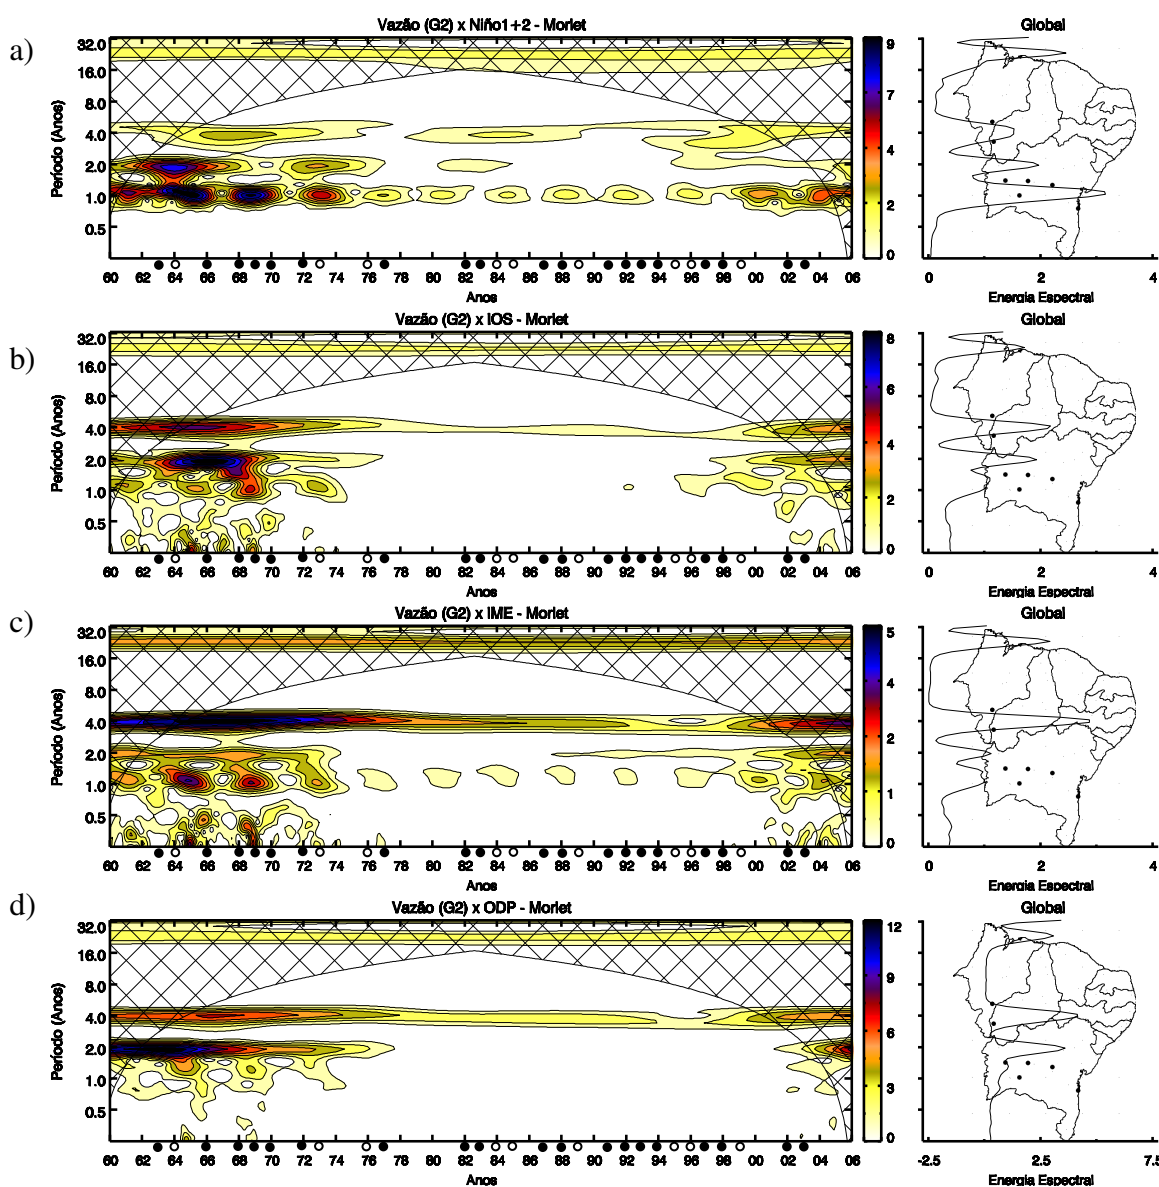 a)
Vazão (G2) x Niño1+2 - Morlet
Global
Período (Anos)
32.0
16.0
8.0
4.0
2.0
1.0
0.5
9
7
6
4
3
2
0
60 62 64 66 68 70 72 74 76 78 80 82 84 86 88 90 92 94 96 98 00 02 04 06
Anos
0 2 4
Energia Espectral
b)
Vazão (G2) x IOS - Morlet
Global
Período (Anos)
32.0
16.0
8.0
4.0
2.0
1.0
0.5
8
6
5
4
2
1
0
60 62 64 66 68 70 72 74 76 78 80 82 84 86 88 90 92 94 96 98 00 02 04 06
Anos
0 2 4
Energia Espectral
c)
Vazão (G2) x IME - Morlet
Global
Período (Anos)
32.0
16.0
8.0
4.0
2.0
1.0
0.5
5
4
3
2
1
1
0
60 62 64 66 68 70 72 74 76 78 80 82 84 86 88 90 92 94 96 98 00 02 04 06
Anos
0 2 4
Energia Espectral
d)
Vazão (G2) x ODP - Morlet
Global
Período (Anos)
32.0
16.0
8.0
4.0
2.0
1.0
0.5
12
9
6
3
0
60 62 64 66 68 70 72 74 76 78 80 82 84 86 88 90 92 94 96 98 00 02 04 06
Anos
-2.5 2.5 7.5
Energia Espectral